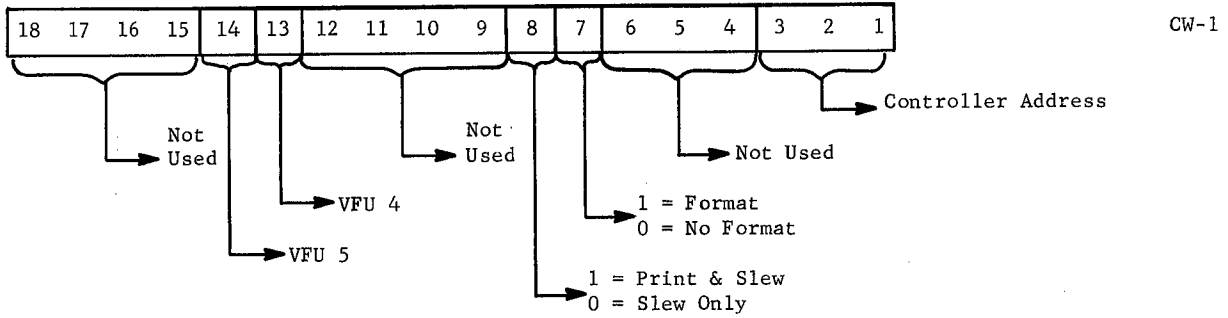 18 17 16 15 14 13 12 11 10 9 8 7 6 5 4 3 2 1 CW-1
Controller Address
Not
Used
Not
Used
Not Used
VFU 4
1 = Format
0 = No Format
VFU 5
1 = Print & Slew
0 = Slew Only